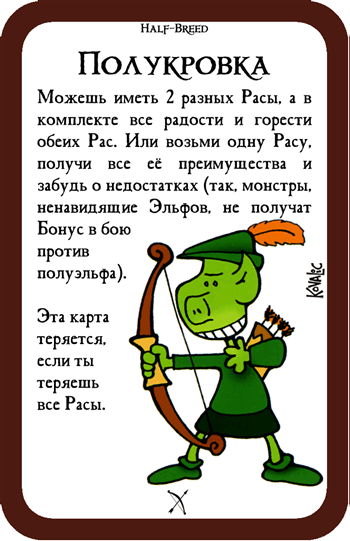 Half-Breed
Полукровка
Можешь иметь 2 разных Расы, а в
комплекте все радости и горести
обеих Рас. Или возьми одну Расу,
получи все её преимущества и
забудь о недостатках (так, монстры,
ненавидящие Эльфов, не получат
Бонус в бою
против
полуэльфа).
Эта карта
теряется,
если ты
теряешь
все Расы.
Kovalic